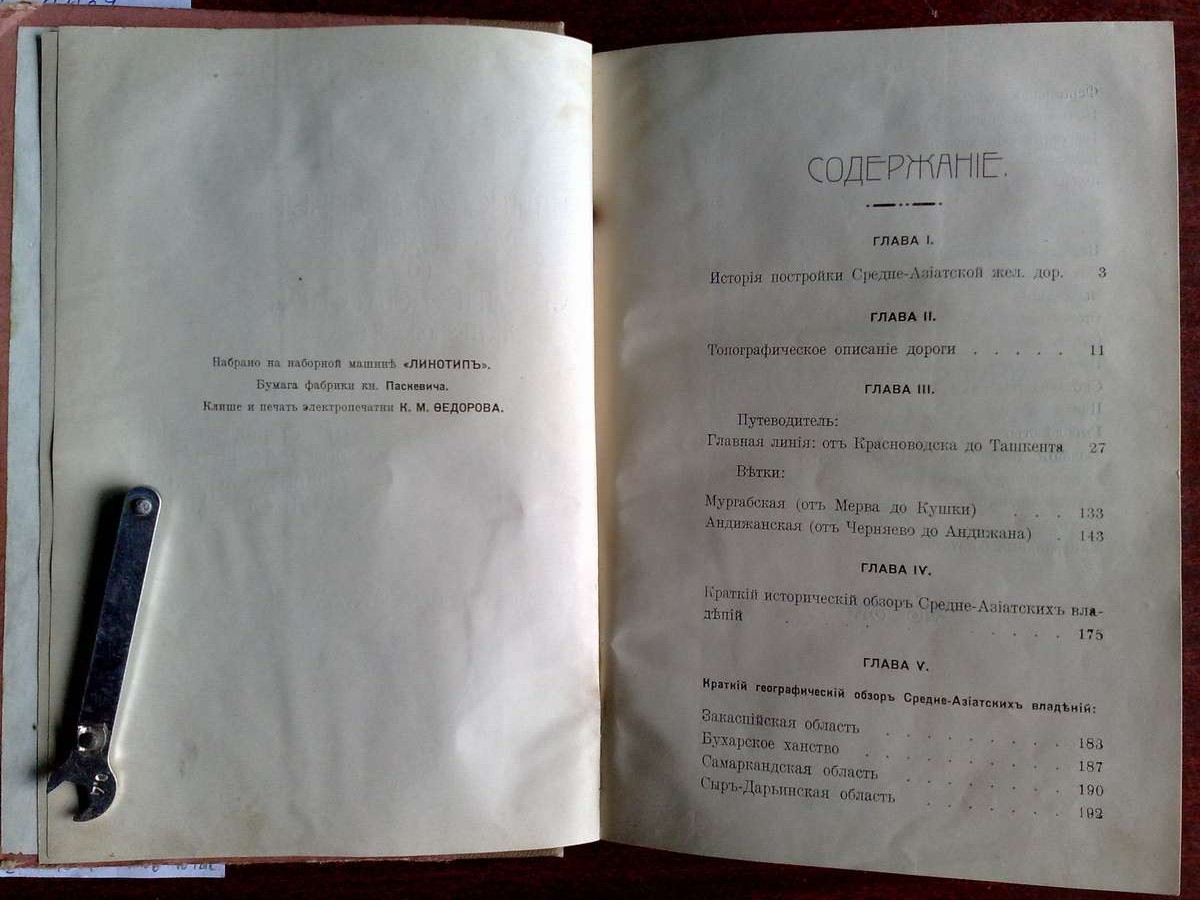 Набрано на наборной машинѣ «ЛИНОТИПЪ».
Бумага фабрики кн. Паскевича.
Клише и печать электропечатни К. М. ѲЕДОРОВА.
0,4
СОДЕРЖАНІЕ.
ГЛАВА I.
Исторія постройки Средне-Азіатской жел. дор. 3
ГЛАВА II.
Топографическое описаніе дороги . . . . . 11
ГЛАВА III.
Путеводитель:
Главная линія: отъ Красноводска до Ташкента 27
Вѣтки:
Мургабская (отъ Мерва до Кушки) . . . 133
Андижанская (отъ Черняево до Андижана) . 143
ГЛАВА IV.
Краткій историческій обзоръ Средне-Азіатскихъ вла-
дѣній . . . . . . . . 175
ГЛАВА V.
Краткій географическій обзоръ Средне-Азіатскихъ владѣній:
Закаспійская область . . . . . . 183
Бухарское ханство . . . . . . 187
Самаркандская область . . . . . . 190
Сыръ-Дарьинская область . . . . . 192